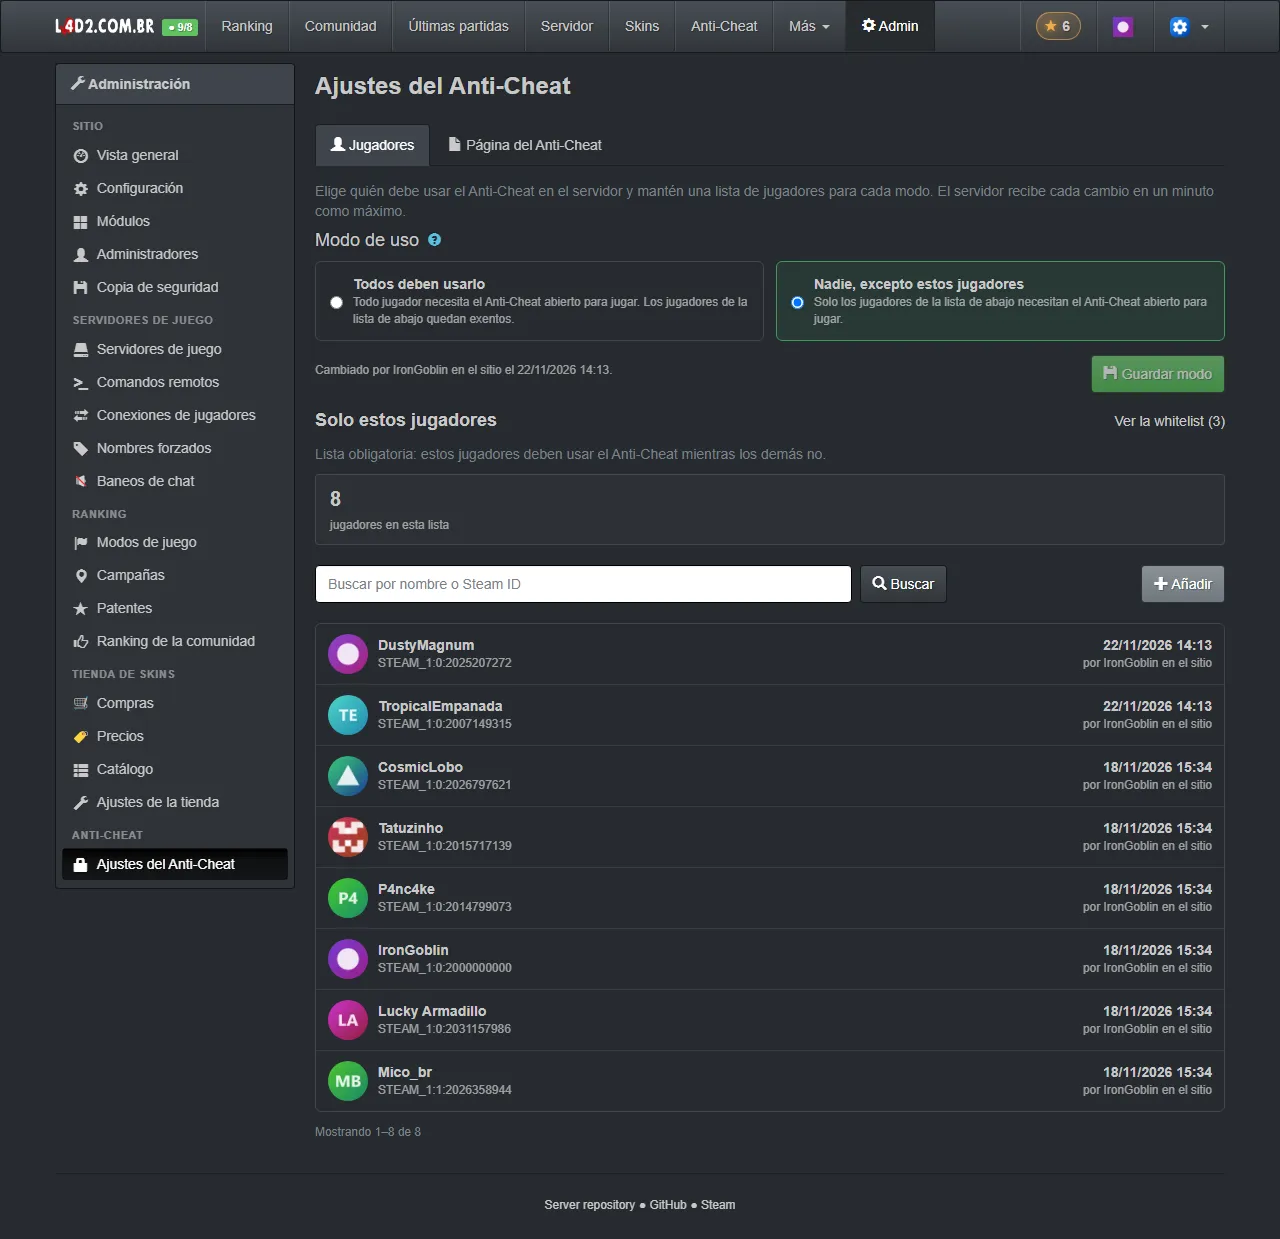 L4D2.COM.BR
● 9/8
Ranking
Comunidad
Últimas partidas
Servidor
Skins
Anti-Cheat
Más
Admin
6
Administración
SITIO
Vista general
Configuración
Módulos
Administradores
Copia de seguridad
SERVIDORES DE JUEGO
Servidores de juego
Comandos remotos
Conexiones de jugadores
Nombres forzados
Baneos de chat
RANKING
Modos de juego
Campañas
Patentes
Ranking de la comunidad
TIENDA DE SKINS
Compras
Precios
Catálogo
Ajustes de la tienda
ANTI-CHEAT
Ajustes del Anti-Cheat
Ajustes del Anti-Cheat
Jugadores
Página del Anti-Cheat
Elige quién debe usar el Anti-Cheat en el servidor y mantén una lista de jugadores para cada modo. El servidor recibe cada cambio en un minuto
como máximo.
Modo de uso ?
Todos deben usarlo
Todo jugador necesita el Anti-Cheat abierto para jugar. Los jugadores de la
lista de abajo quedan exentos.
Nadie, excepto estos jugadores
Solo los jugadores de la lista de abajo necesitan el Anti-Cheat abierto para
jugar.
Cambiado por IronGoblin en el sitio el 22/11/2026 14:13.
Guardar modo
Solo estos jugadores
Ver la whitelist (3)
Lista obligatoria: estos jugadores deben usar el Anti-Cheat mientras los demás no.
8
jugadores en esta lista
Buscar por nombre o Steam ID
Buscar
Añadir
DustyMagnum
STEAM_1:0:2025207272
22/11/2026 14:13
por IronGoblin en el sitio
TE
TropicalEmpanada
STEAM_1:0:2007149315
22/11/2026 14:13
por IronGoblin en el sitio
CosmicLobo
STEAM_1:0:2026797621
18/11/2026 15:34
por IronGoblin en el sitio
Tatuzinho
STEAM_1:0:2015717139
18/11/2026 15:34
por IronGoblin en el sitio
P4
P4nc4ke
STEAM_1:0:2014799073
18/11/2026 15:34
por IronGoblin en el sitio
IronGoblin
STEAM_1:0:2000000000
18/11/2026 15:34
por IronGoblin en el sitio
LA
Lucky Armadillo
STEAM_1:0:2031157986
18/11/2026 15:34
por IronGoblin en el sitio
MB
Mico_br
STEAM_1:1:2026358944
18/11/2026 15:34
por IronGoblin en el sitio
Mostrando 1–8 de 8
Server repository ● GitHub ● Steam